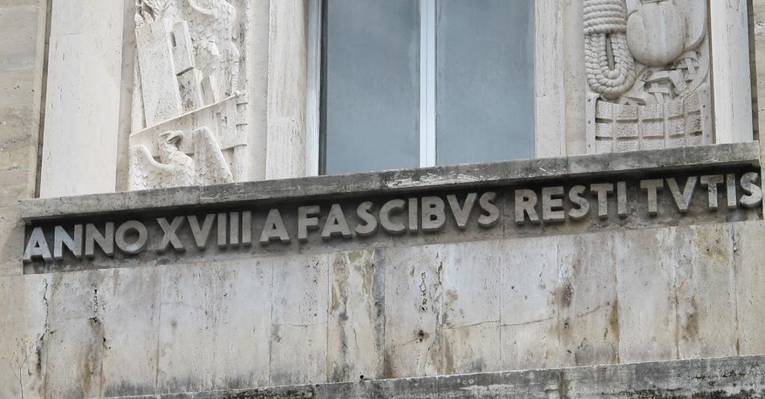 ANNO XVIII A FASCIBVS RESTITVTIS